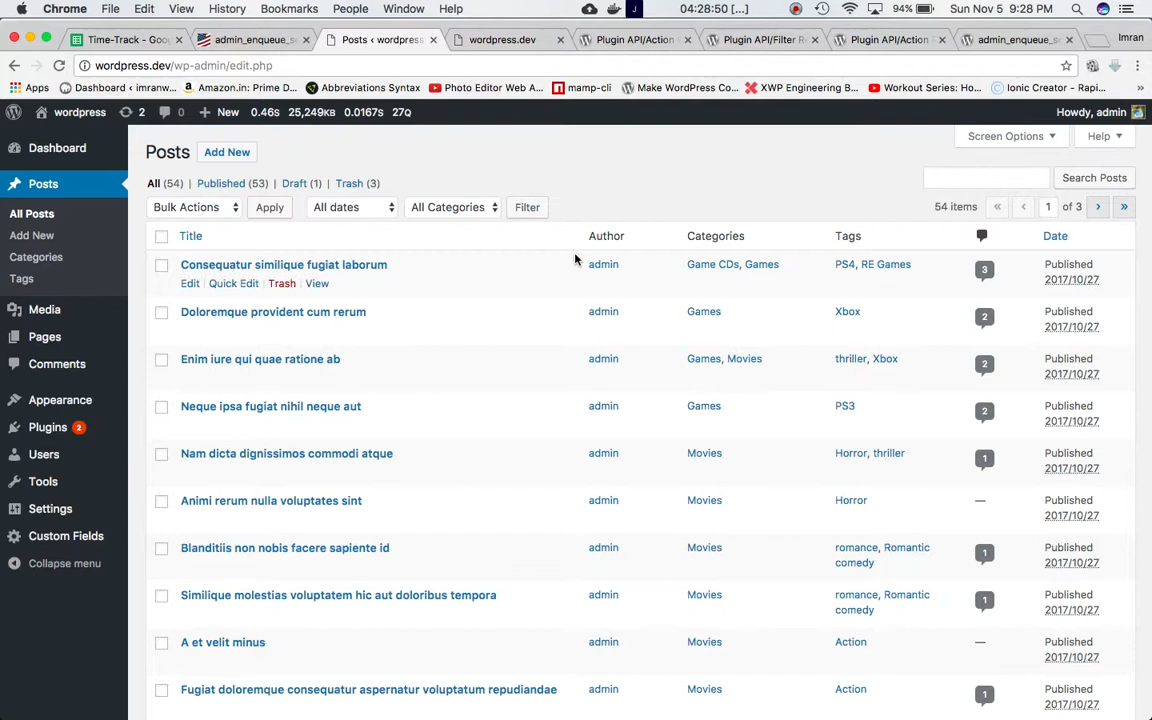 Chrome File Edit View History Bookmarks People Window Help 04:28:50 [...] 94% Sun Nov 5 9:28 PM
Time-Track - Goo admin_enqueue_s Posts ‹ wordpress wordpress.dev Plugin API/Action Plugin API/Filter R Plugin API/Action admin_enqueue_s Imran
wordpress.dev/wp-admin/edit.php
Apps Dashboard ‹ imranw... Amazon.in: Prime D... Abbreviations Syntax Photo Editor Web A... mamp-cli Make WordPress Co... XWP Engineering B... Workout Series: Ho... Ionic Creator - Rapi... »
wordpress 2 0 + New 0.46s 25,249KB 0.0167s 27Q Howdy, admin
Dashboard
Posts
All Posts
Add New
Categories
Tags
Media
Pages
Comments
Appearance
Plugins 2
Users
Tools
Settings
Custom Fields
Collapse menu
Screen Options Help
Posts Add New
All (54) | Published (53) | Draft (1) | Trash (3)
Search Posts
Bulk Actions Apply All dates All Categories Filter
54 items « ‹ 1 of 3 › »
Title Author Categories Tags Date
Consequatur similique fugiat laborum admin Game CDs, Games PS4, RE Games 3 Published
Edit | Quick Edit | Trash | View 2017/10/27
Doloremque provident cum rerum admin Games Xbox 2 Published
2017/10/27
Enim iure qui quae ratione ab admin Games, Movies thriller, Xbox 2 Published
2017/10/27
Neque ipsa fugiat nihil neque aut admin Games PS3 2 Published
2017/10/27
Nam dicta dignissimos commodi atque admin Movies Horror, thriller 1 Published
2017/10/27
Animi rerum nulla voluptates sint admin Movies Horror — Published
2017/10/27
Blanditiis non nobis facere sapiente id admin Movies romance, Romantic 1 Published
comedy 2017/10/27
Similique molestias voluptatem hic aut doloribus tempora admin Movies romance, Romantic 1 Published
comedy 2017/10/27
A et velit minus admin Movies Action — Published
2017/10/27
Fugiat doloremque consequatur aspernatur voluptatum repudiandae admin Movies Action 1 Published
2017/10/27